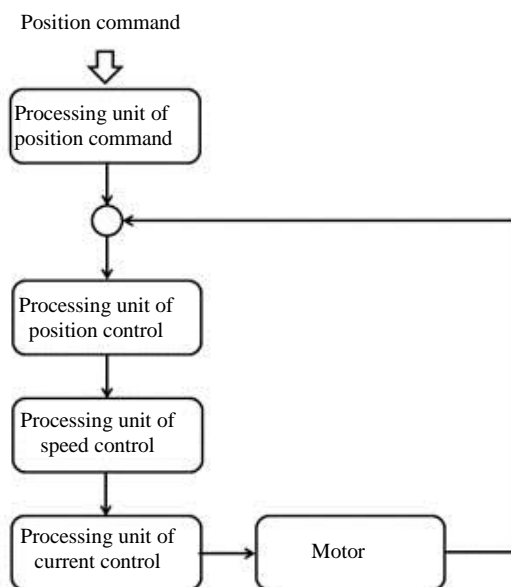 Position command
Processing unit of
position command
Processing unit of
position control
Processing unit of
speed control
Processing unit of
current control
Motor